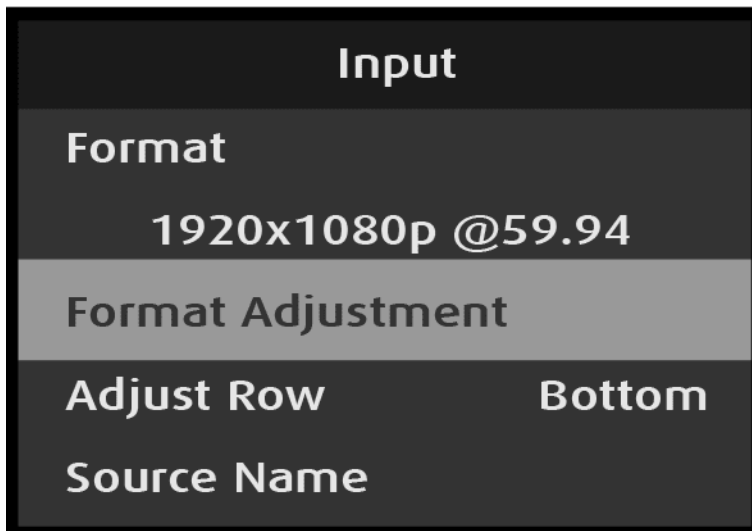 Input
Format
1920x1080p @59.94
Format Adjustment
Adjust Row Bottom
Source Name